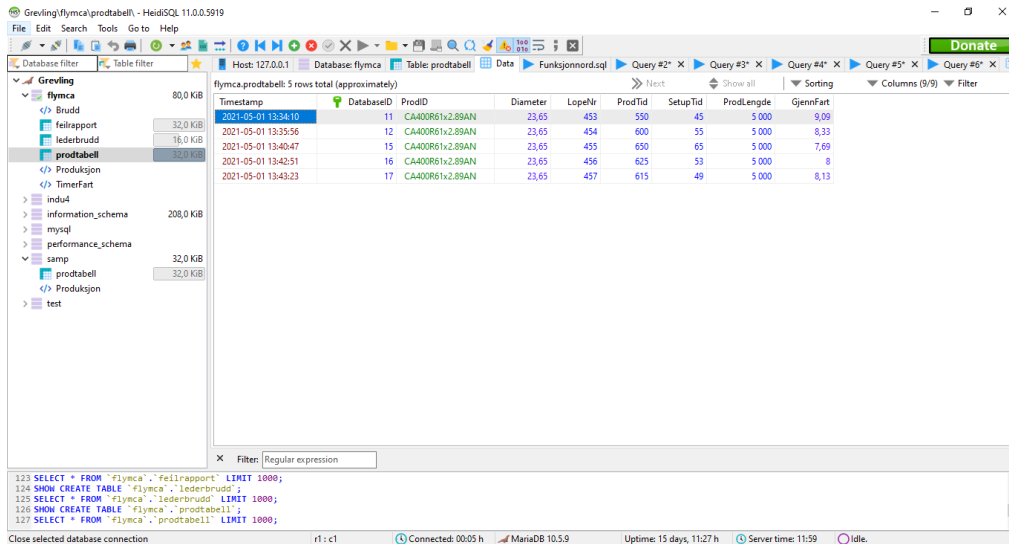 Grevling\flymca\prodtabell\ - HeidiSQL 11.0.0.5919
File Edit Search Tools Go to Help
Donate
Database filter Table filter
Host: 127.0.0.1 Database: flymca Table: prodtabell Data Funksjonnord.sql Query #2* Query #3* Query #4* Query #5* Query #6*
Grevling
flymca 80,0 KiB
Brudd
feilrapport 32,0 KiB
lederbrudd 16,0 KiB
prodtabell 32,0 KiB
Produksjon
TimerFart
indu4
information_schema 208,0 KiB
mysql
performance_schema
samp 32,0 KiB
prodtabell 32,0 KiB
Produksjon
test
flymca.prodtabell: 5 rows total (approximately) Next Show all Sorting Columns (9/9) Filter
Timestamp DatabaseID ProdID Diameter LopeNr ProdTid SetupTid ProdLengde GjennFart
2021-05-01 13:34:10 11 CA400R61x2.89AN 23,65 453 550 45 5 000 9,09
2021-05-01 13:35:56 12 CA400R61x2.89AN 23,65 454 600 55 5 000 8,33
2021-05-01 13:40:47 15 CA400R61x2.89AN 23,65 455 650 65 5 000 7,69
2021-05-01 13:42:51 16 CA400R61x2.89AN 23,65 456 625 53 5 000 8
2021-05-01 13:43:23 17 CA400R61x2.89AN 23,65 457 615 49 5 000 8,13
Filter: Regular expression
123 SELECT * FROM `flymca`.`feilrapport` LIMIT 1000;
124 SHOW CREATE TABLE `flymca`.`lederbrudd`;
125 SELECT * FROM `flymca`.`lederbrudd` LIMIT 1000;
126 SHOW CREATE TABLE `flymca`.`prodtabell`;
127 SELECT * FROM `flymca`.`prodtabell` LIMIT 1000;
Close selected database connection r1 : c1 Connected: 00:05 h MariaDB 10.5.9 Uptime: 15 days, 11:27 h Server time: 11:59 Idle.